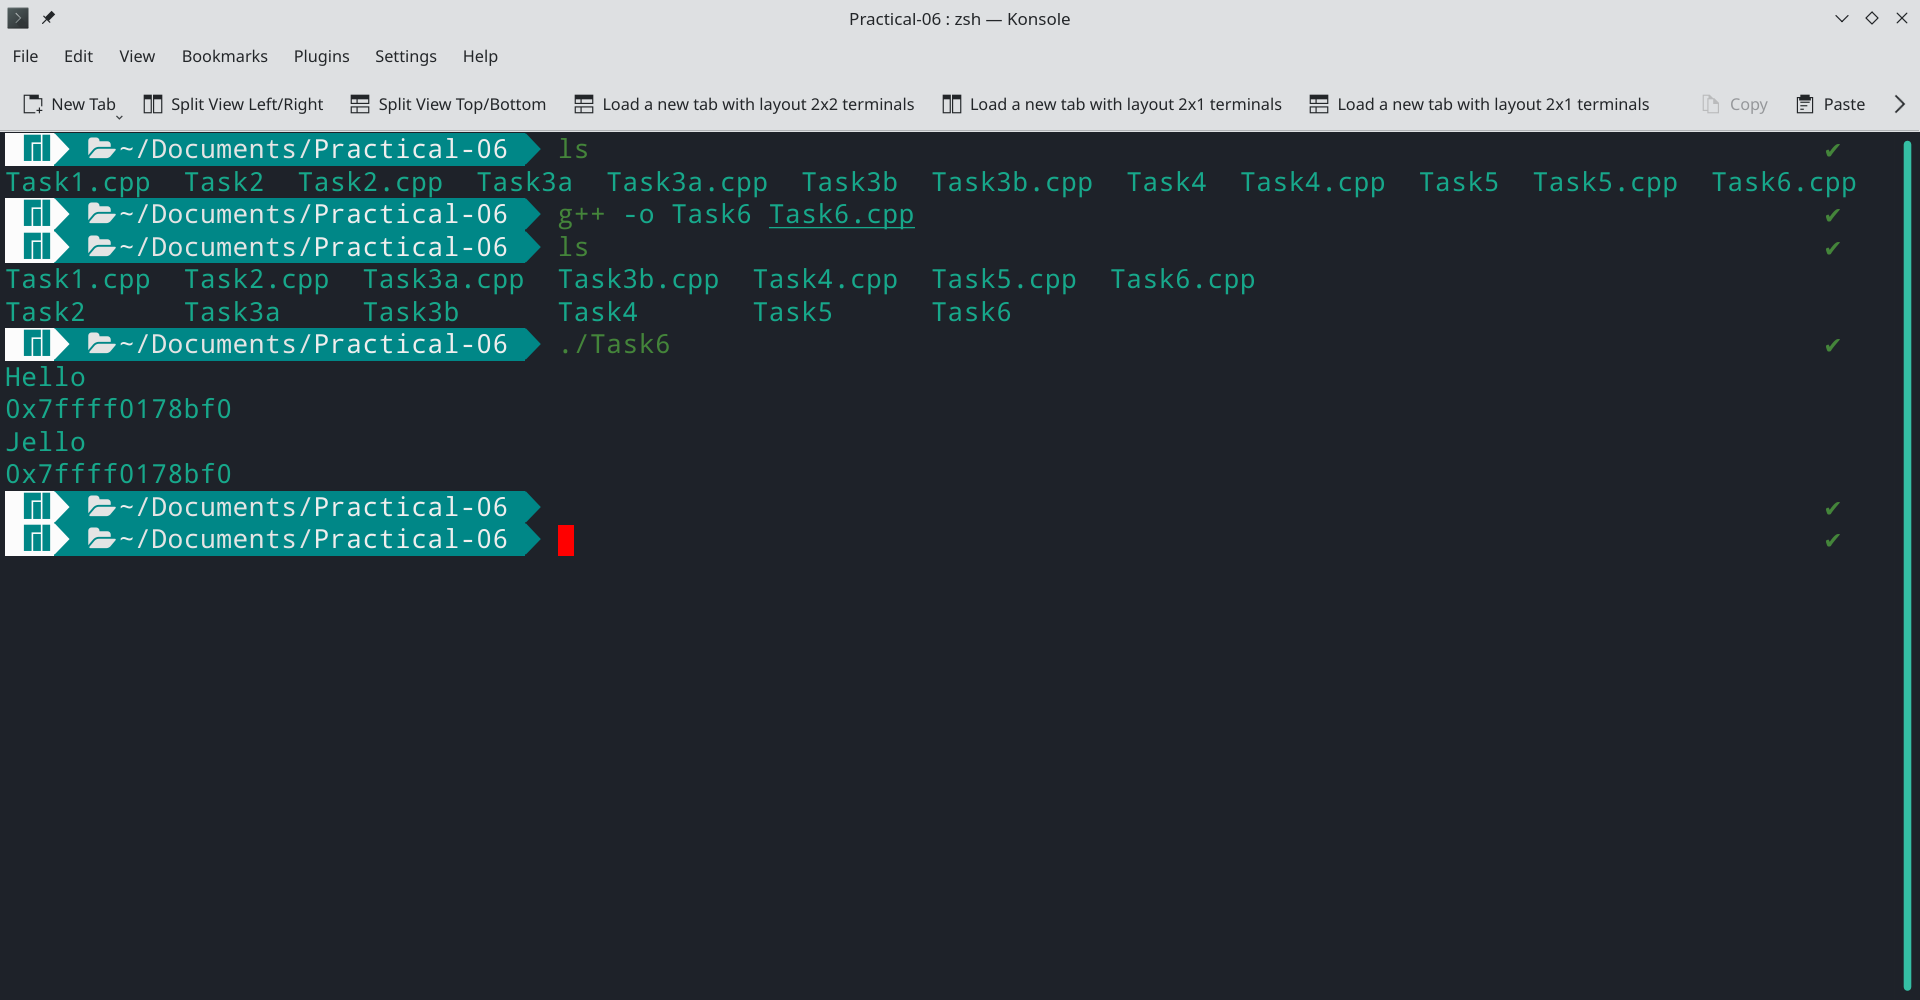 Practical-06 : zsh — Konsole
File Edit View Bookmarks Plugins Settings Help
New Tab Split View Left/Right Split View Top/Bottom Load a new tab with layout 2x2 terminals Load a new tab with layout 2x1 terminals Load a new tab with layout 2x1 terminals Copy Paste
~/Documents/Practical-06 ls ✔
Task1.cpp Task2 Task2.cpp Task3a Task3a.cpp Task3b Task3b.cpp Task4 Task4.cpp Task5 Task5.cpp Task6.cpp
~/Documents/Practical-06 g++ -o Task6 Task6.cpp ✔
~/Documents/Practical-06 ls ✔
Task1.cpp Task2.cpp Task3a.cpp Task3b.cpp Task4.cpp Task5.cpp Task6.cpp
Task2 Task3a Task3b Task4 Task5 Task6
~/Documents/Practical-06 ./Task6 ✔
Hello
0x7ffff0178bf0
Jello
0x7ffff0178bf0
~/Documents/Practical-06 ✔
~/Documents/Practical-06 ✔